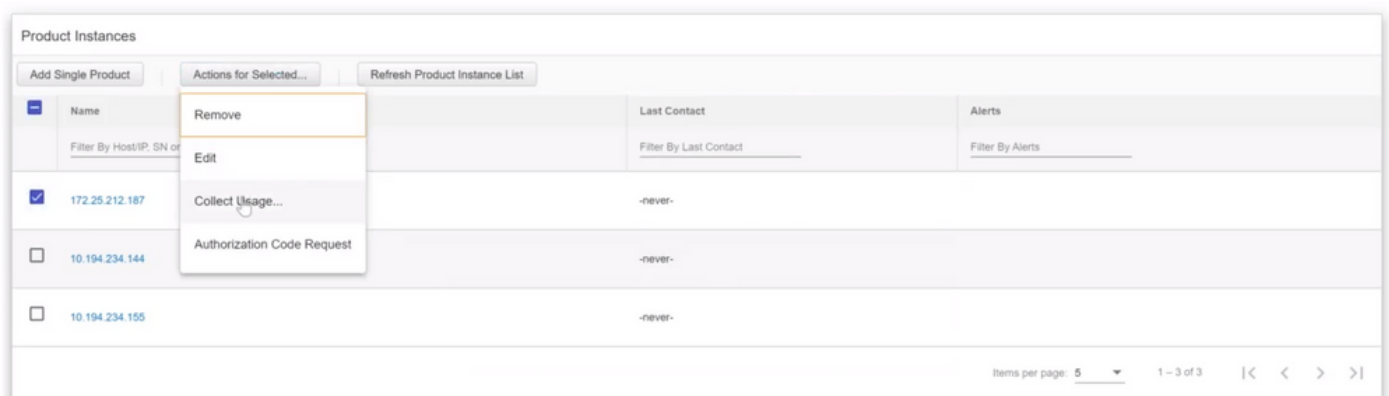 Product Instances
Add Single Product Actions for Selected... Refresh Product Instance List
Name Last Contact Alerts
Remove
Filter By Host/IP, SN or Filter By Last Contact Filter By Alerts
Edit
172.25.212.187 -never-
Collect Usage...
Authorization Code Request
10.194.234.144 -never-
10.194.234.155 -never-
Items per page: 5 1 – 3 of 3